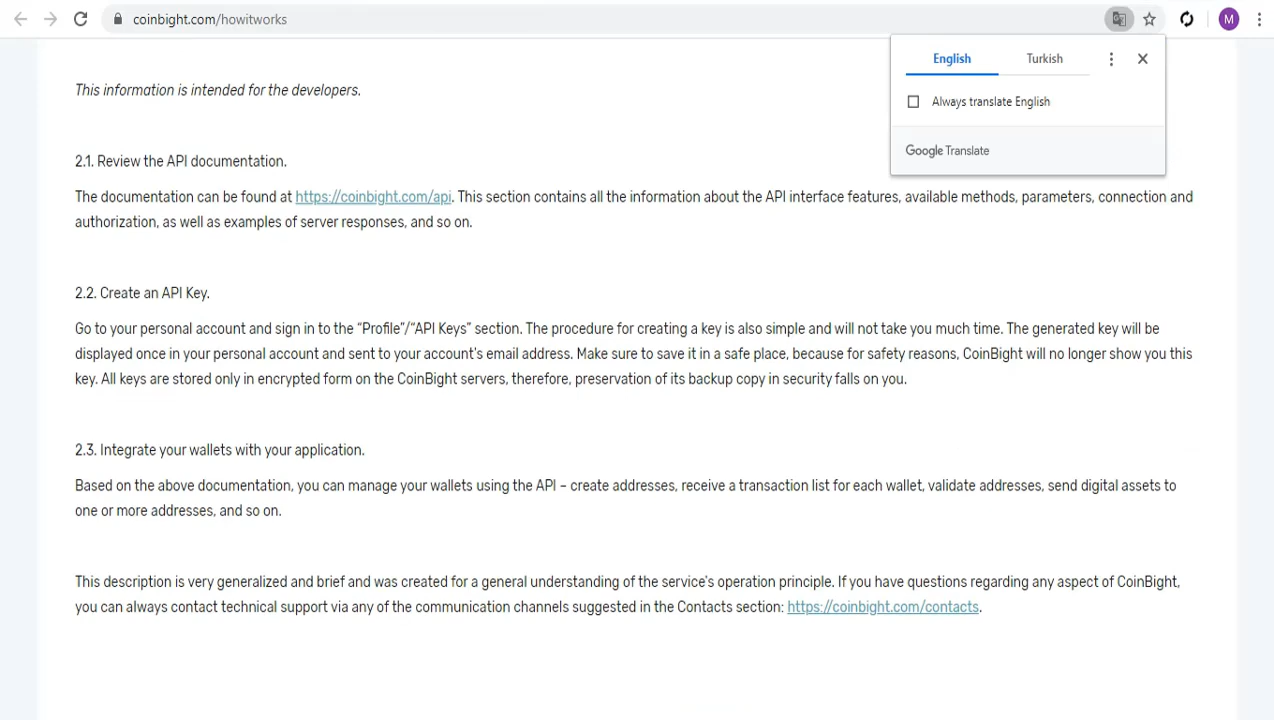 coinbight.com/howitworks
M
English Turkish
Always translate English
Google Translate
This information is intended for the developers.
2.1. Review the API documentation.
The documentation can be found at https://coinbight.com/api. This section contains all the information about the API interface features, available methods, parameters, connection and
authorization, as well as examples of server responses, and so on.
2.2. Create an API Key.
Go to your personal account and sign in to the “Profile”/“API Keys” section. The procedure for creating a key is also simple and will not take you much time. The generated key will be
displayed once in your personal account and sent to your account's email address. Make sure to save it in a safe place, because for safety reasons, CoinBight will no longer show you this
key. All keys are stored only in encrypted form on the CoinBight servers, therefore, preservation of its backup copy in security falls on you.
2.3. Integrate your wallets with your application.
Based on the above documentation, you can manage your wallets using the API – create addresses, receive a transaction list for each wallet, validate addresses, send digital assets to
one or more addresses, and so on.
This description is very generalized and brief and was created for a general understanding of the service's operation principle. If you have questions regarding any aspect of CoinBight,
you can always contact technical support via any of the communication channels suggested in the Contacts section: https://coinbight.com/contacts.